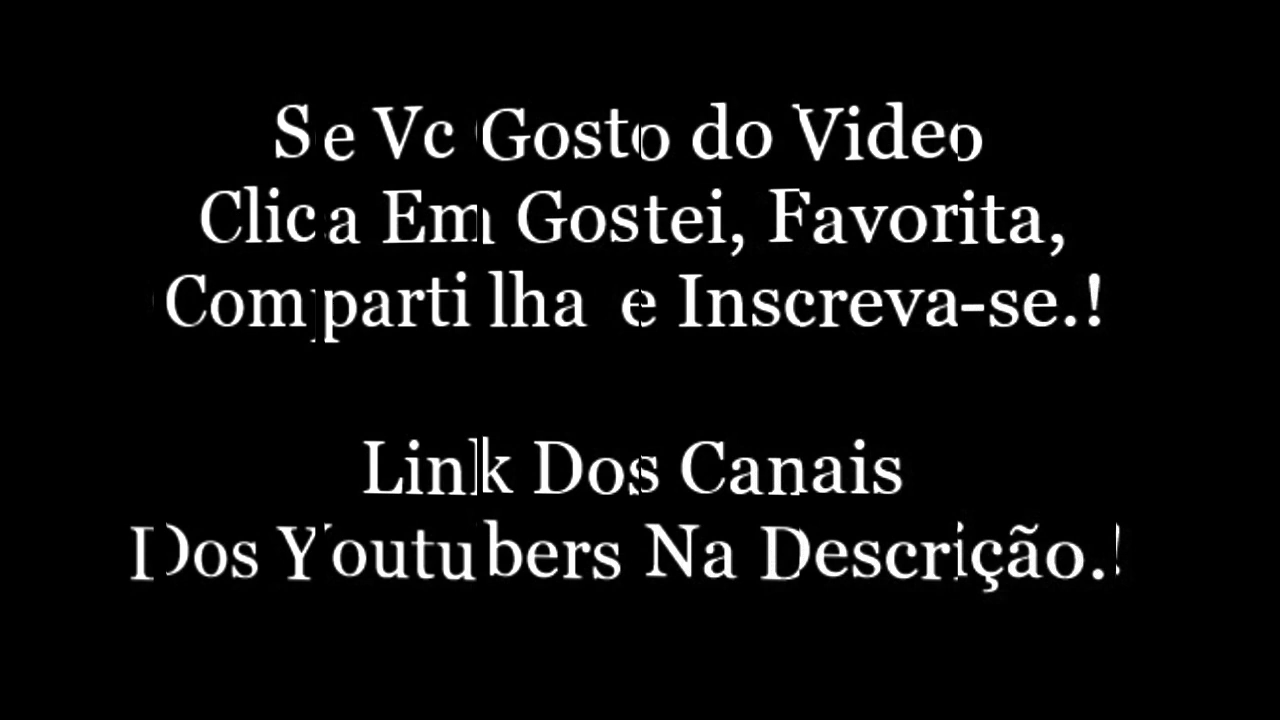 Se Vc Gosto do Video
Clica Em Gostei, Favorita,
Compartilha e Inscreva-se.!
Link Dos Canais
Dos Youtubers Na Descrição.!